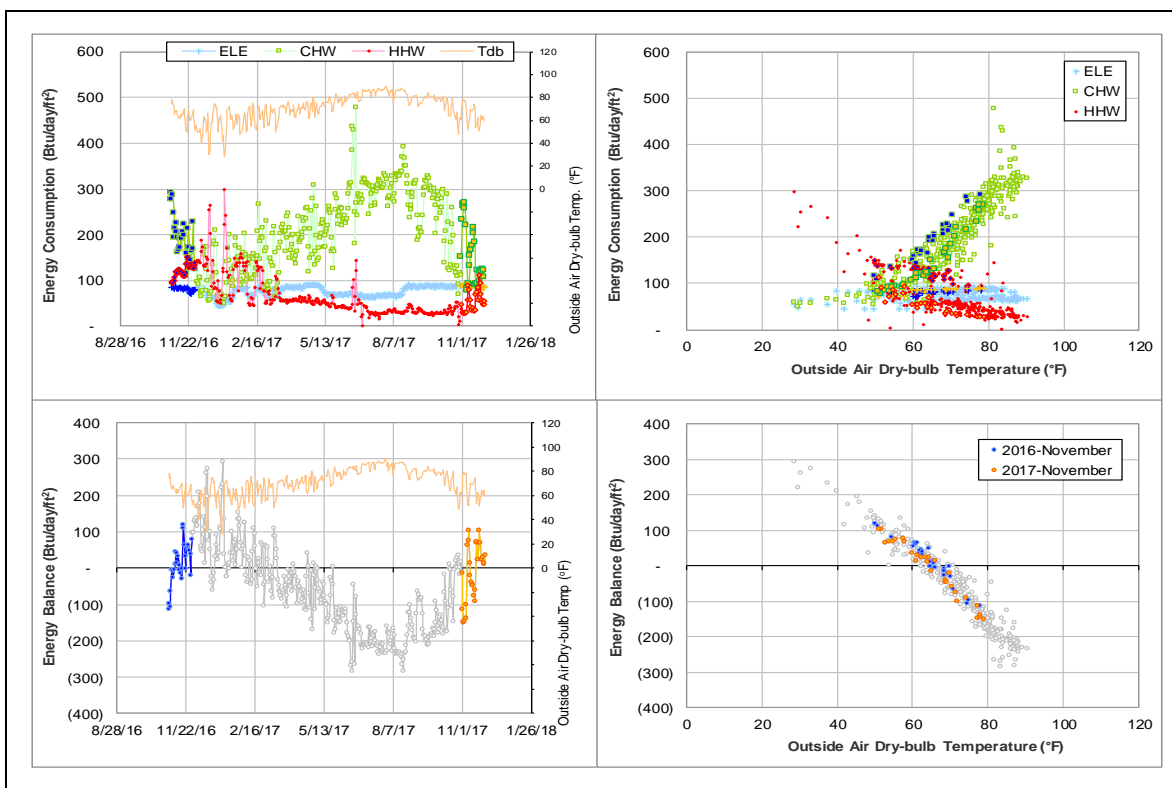 ELE CHW HHW Tdb
Energy Consumption (Btu/day/ft²)
600
500
400
300
200
100
-
120
100
80
60
40
20
0
Outside Air Dry-bulb Temp. (°F)
8/28/16 11/22/16 2/16/17 5/13/17 8/7/17 11/1/17 1/26/18
Energy Consumption (Btu/day/ft²)
600
500
400
300
200
100
-
ELE
CHW
HHW
0 20 40 60 80 100 120
Outside Air Dry-bulb Temperature (°F)
Energy Balance (Btu/day/ft²)
400
300
200
100
-
(100)
(200)
(300)
(400)
120
100
80
60
40
20
0
Outside Air Dry-bulb Temp (°F)
8/28/16 11/22/16 2/16/17 5/13/17 8/7/17 11/1/17 1/26/18
Energy Balance (Btu/day/ft²)
400
300
200
100
-
(100)
(200)
(300)
(400)
2016-November
2017-November
0 20 40 60 80 100 120
Outside Air Dry-bulb Temperature (°F)